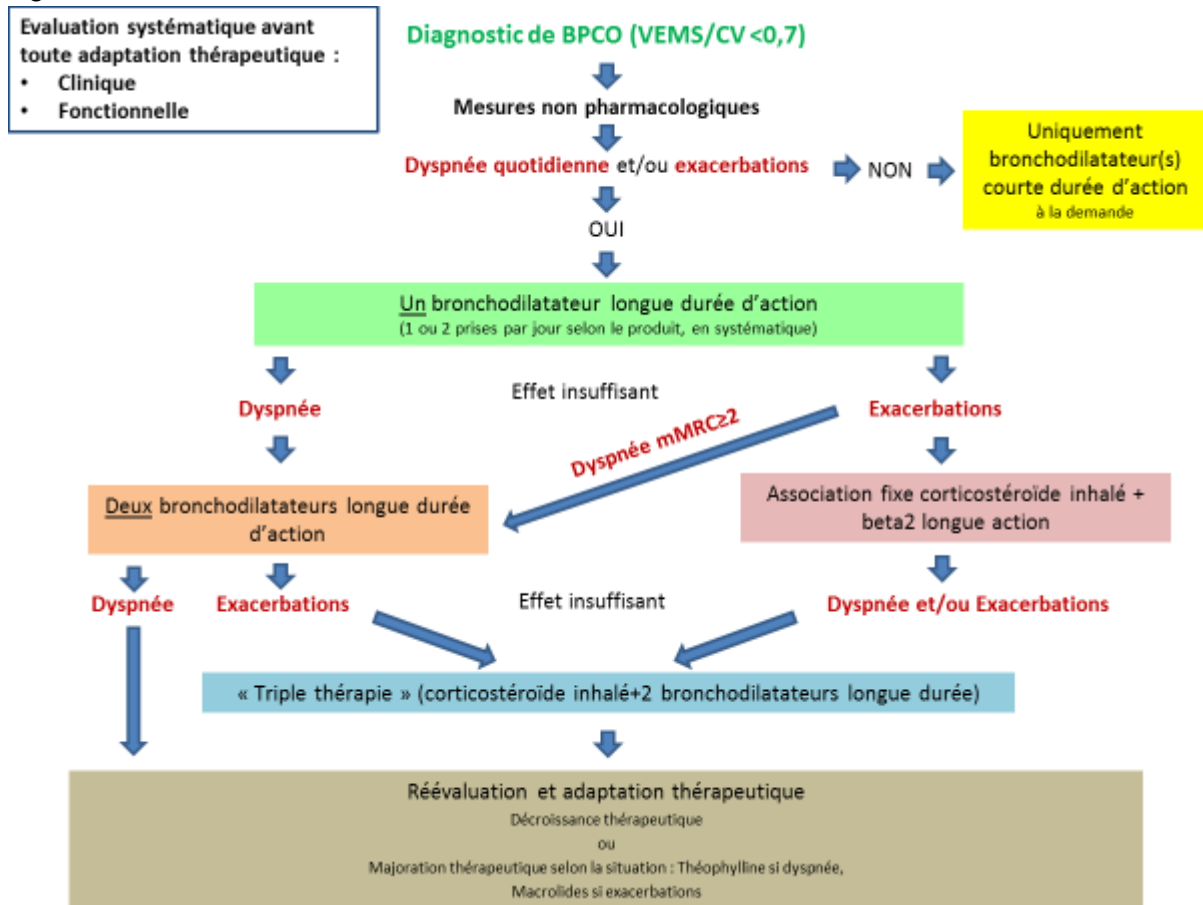 Evaluation systématique avant
toute adaptation thérapeutique :
• Clinique
• Fonctionnelle
Diagnostic de BPCO (VEMS/CV <0,7)
Mesures non pharmacologiques
Dyspnée quotidienne et/ou exacerbations
NON
Uniquement
bronchodilatateur(s)
courte durée d'action
à la demande
OUI
Un bronchodilatateur longue durée d'action
(1 ou 2 prises par jour selon le produit, en systématique)
Effet insuffisant
Dyspnée
Exacerbations
Dyspnée mMRC≥2
Deux bronchodilatateurs longue durée
d'action
Association fixe corticostéroïde inhalé +
beta2 longue action
Dyspnée
Exacerbations
Effet insuffisant
Dyspnée et/ou Exacerbations
« Triple thérapie » (corticostéroïde inhalé+2 bronchodilatateurs longue durée)
Réévaluation et adaptation thérapeutique
Décroissance thérapeutique
ou
Majoration thérapeutique selon la situation : Théophylline si dyspnée,
Macrolides si exacerbations